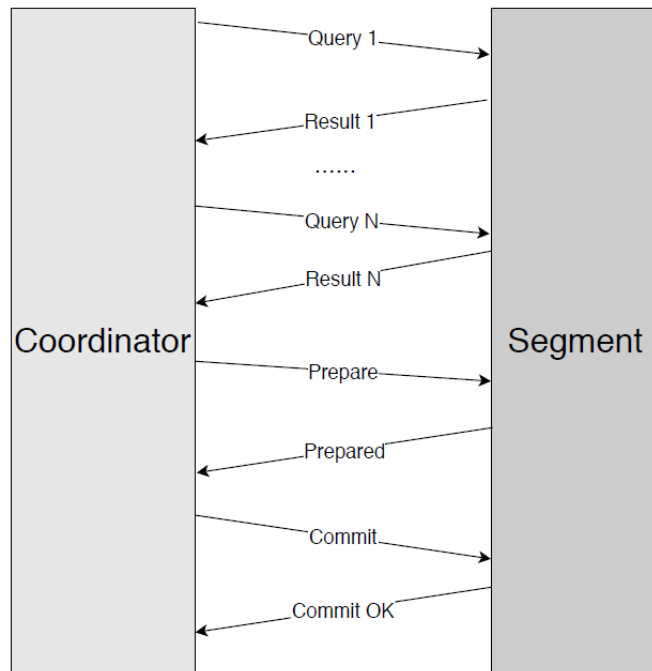 Query 1
Result 1
......
Query N
Result N
Coordinator
Segment
Prepare
Prepared
Commit
Commit OK